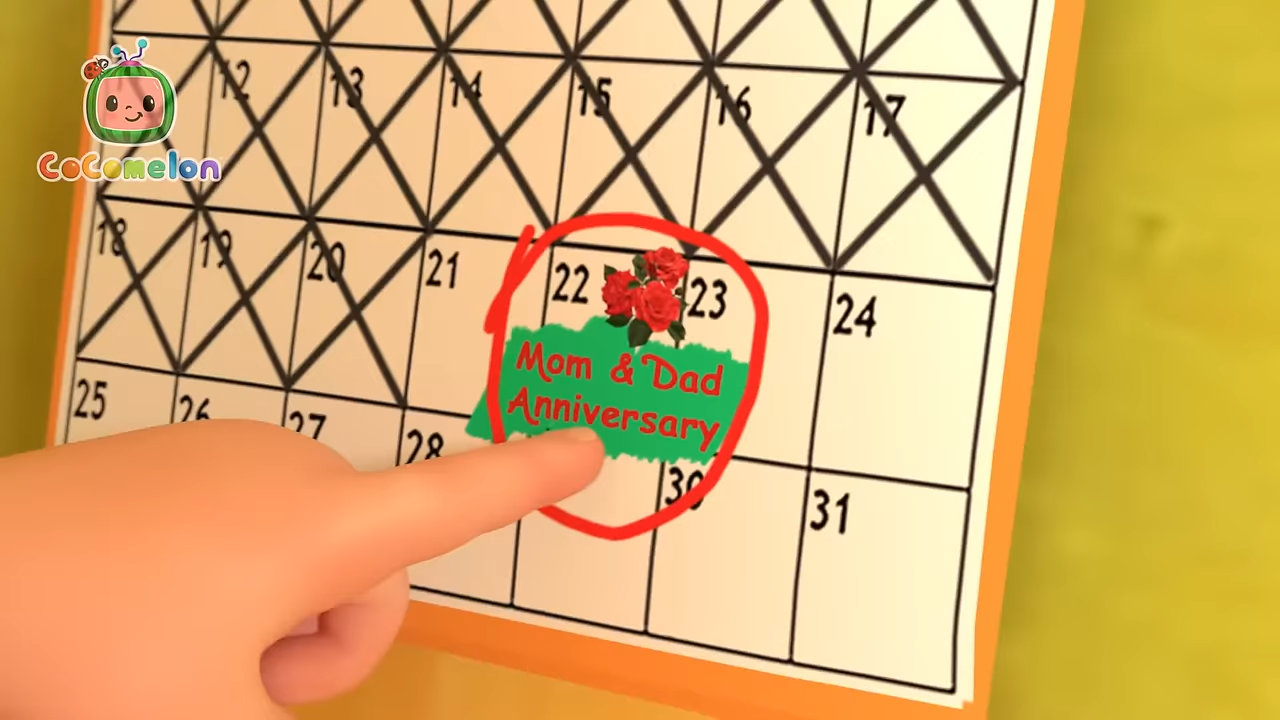 CoComelon
12 13 14 15 16 17
18 19 20 21 22 23 24
Mom & Dad
Anniversary
25 26 27 28 30 31